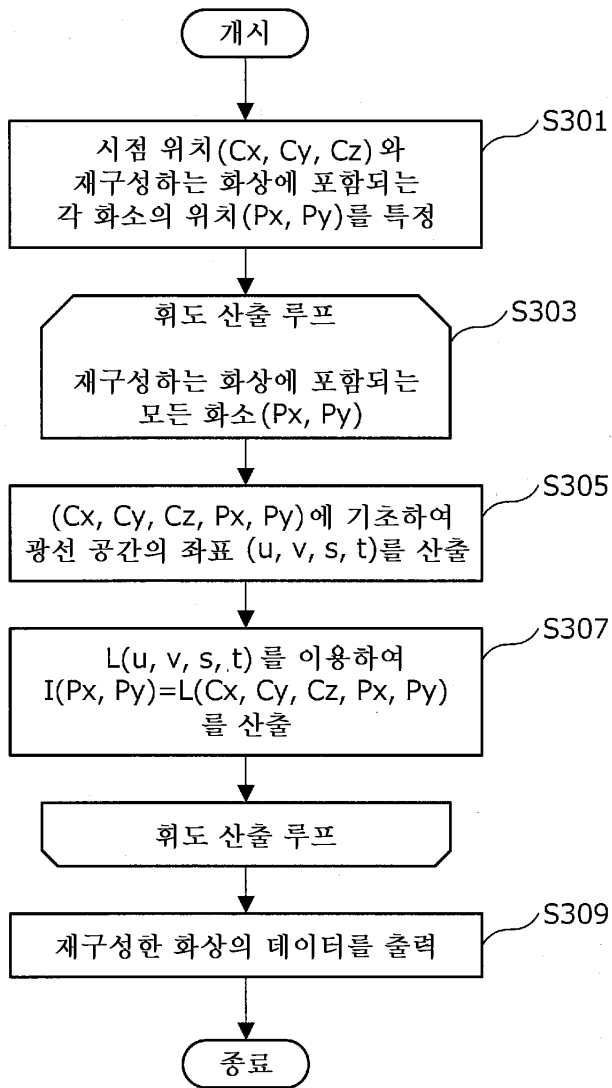 개시
S301
시점 위치(Cx, Cy, Cz)와
재구성하는 화상에 포함되는
각 화소의 위치(Px, Py)를 특정
S303
휘도 산출 루프
재구성하는 화상에 포함되는
모든 화소(Px, Py)
S305
(Cx, Cy, Cz, Px, Py)에 기초하여
광선 공간의 좌표 (u, v, s, t)를 산출
S307
L(u, v, s, t) 를 이용하여
I(Px, Py)=L(Cx, Cy, Cz, Px, Py)
를 산출
휘도 산출 루프
S309
재구성한 화상의 데이터를 출력
종료